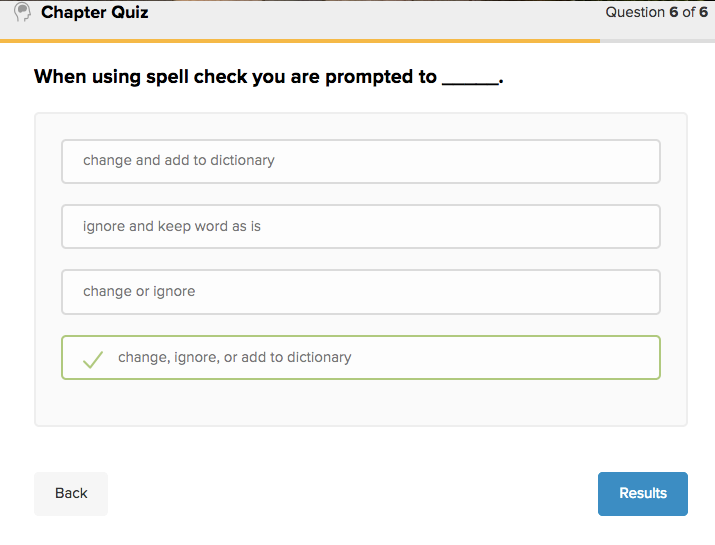 Chapter Quiz
Question 6 of 6
When using spell check you are prompted to _____.
change and add to dictionary
ignore and keep word as is
change or ignore
change, ignore, or add to dictionary
Back
Results